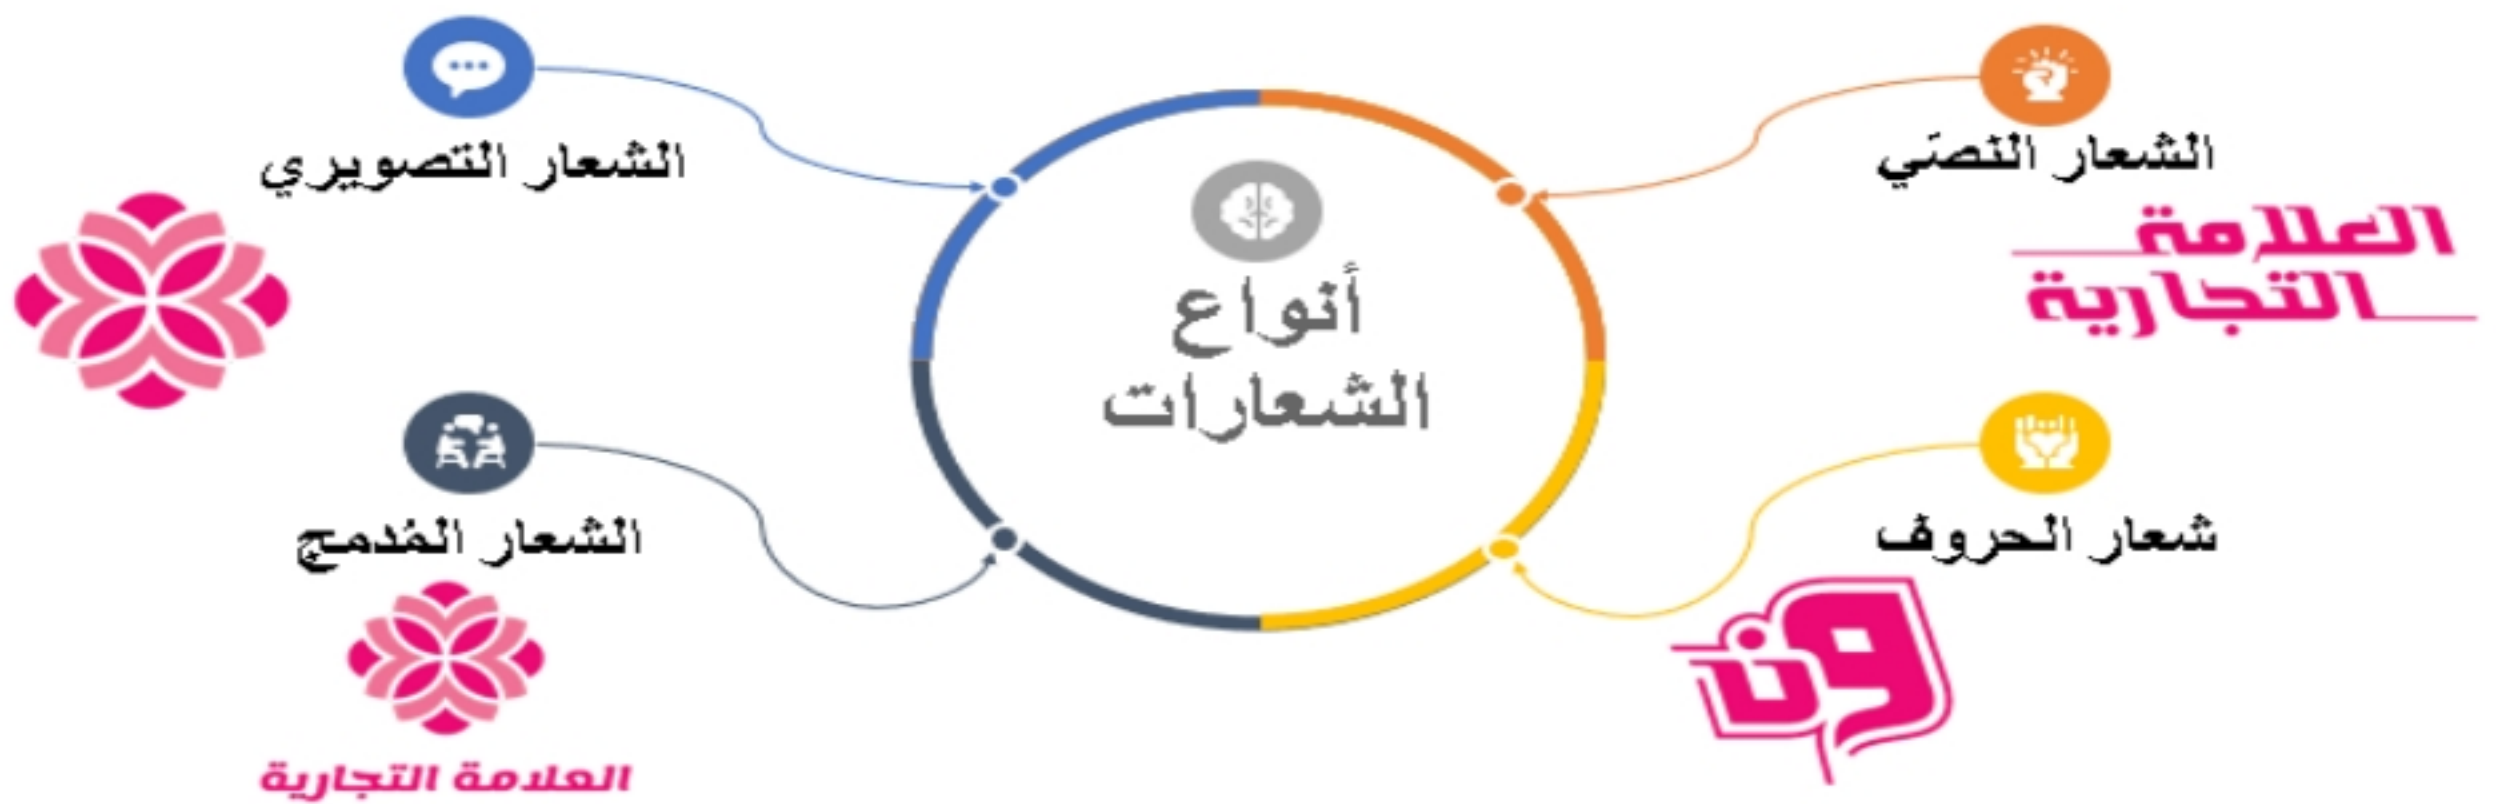 الشعار النصّي
العلامة
التجارية
الشعار التصويري
أنواع
الشعارات
شعار الحروف
ون
الشعار المُدمج
العلامة التجارية